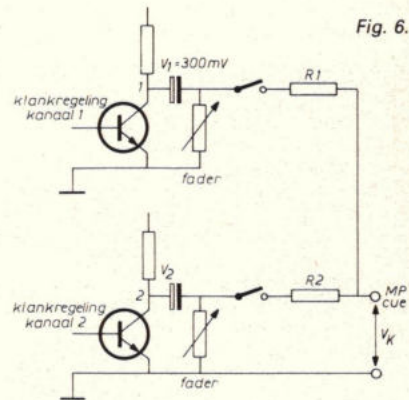 Fig. 6.
V1=300mV
1
R1
klankregeling
kanaal 1
fader
V2
2
R2
MP
cue
klankregeling
kanaal 2
VK
fader